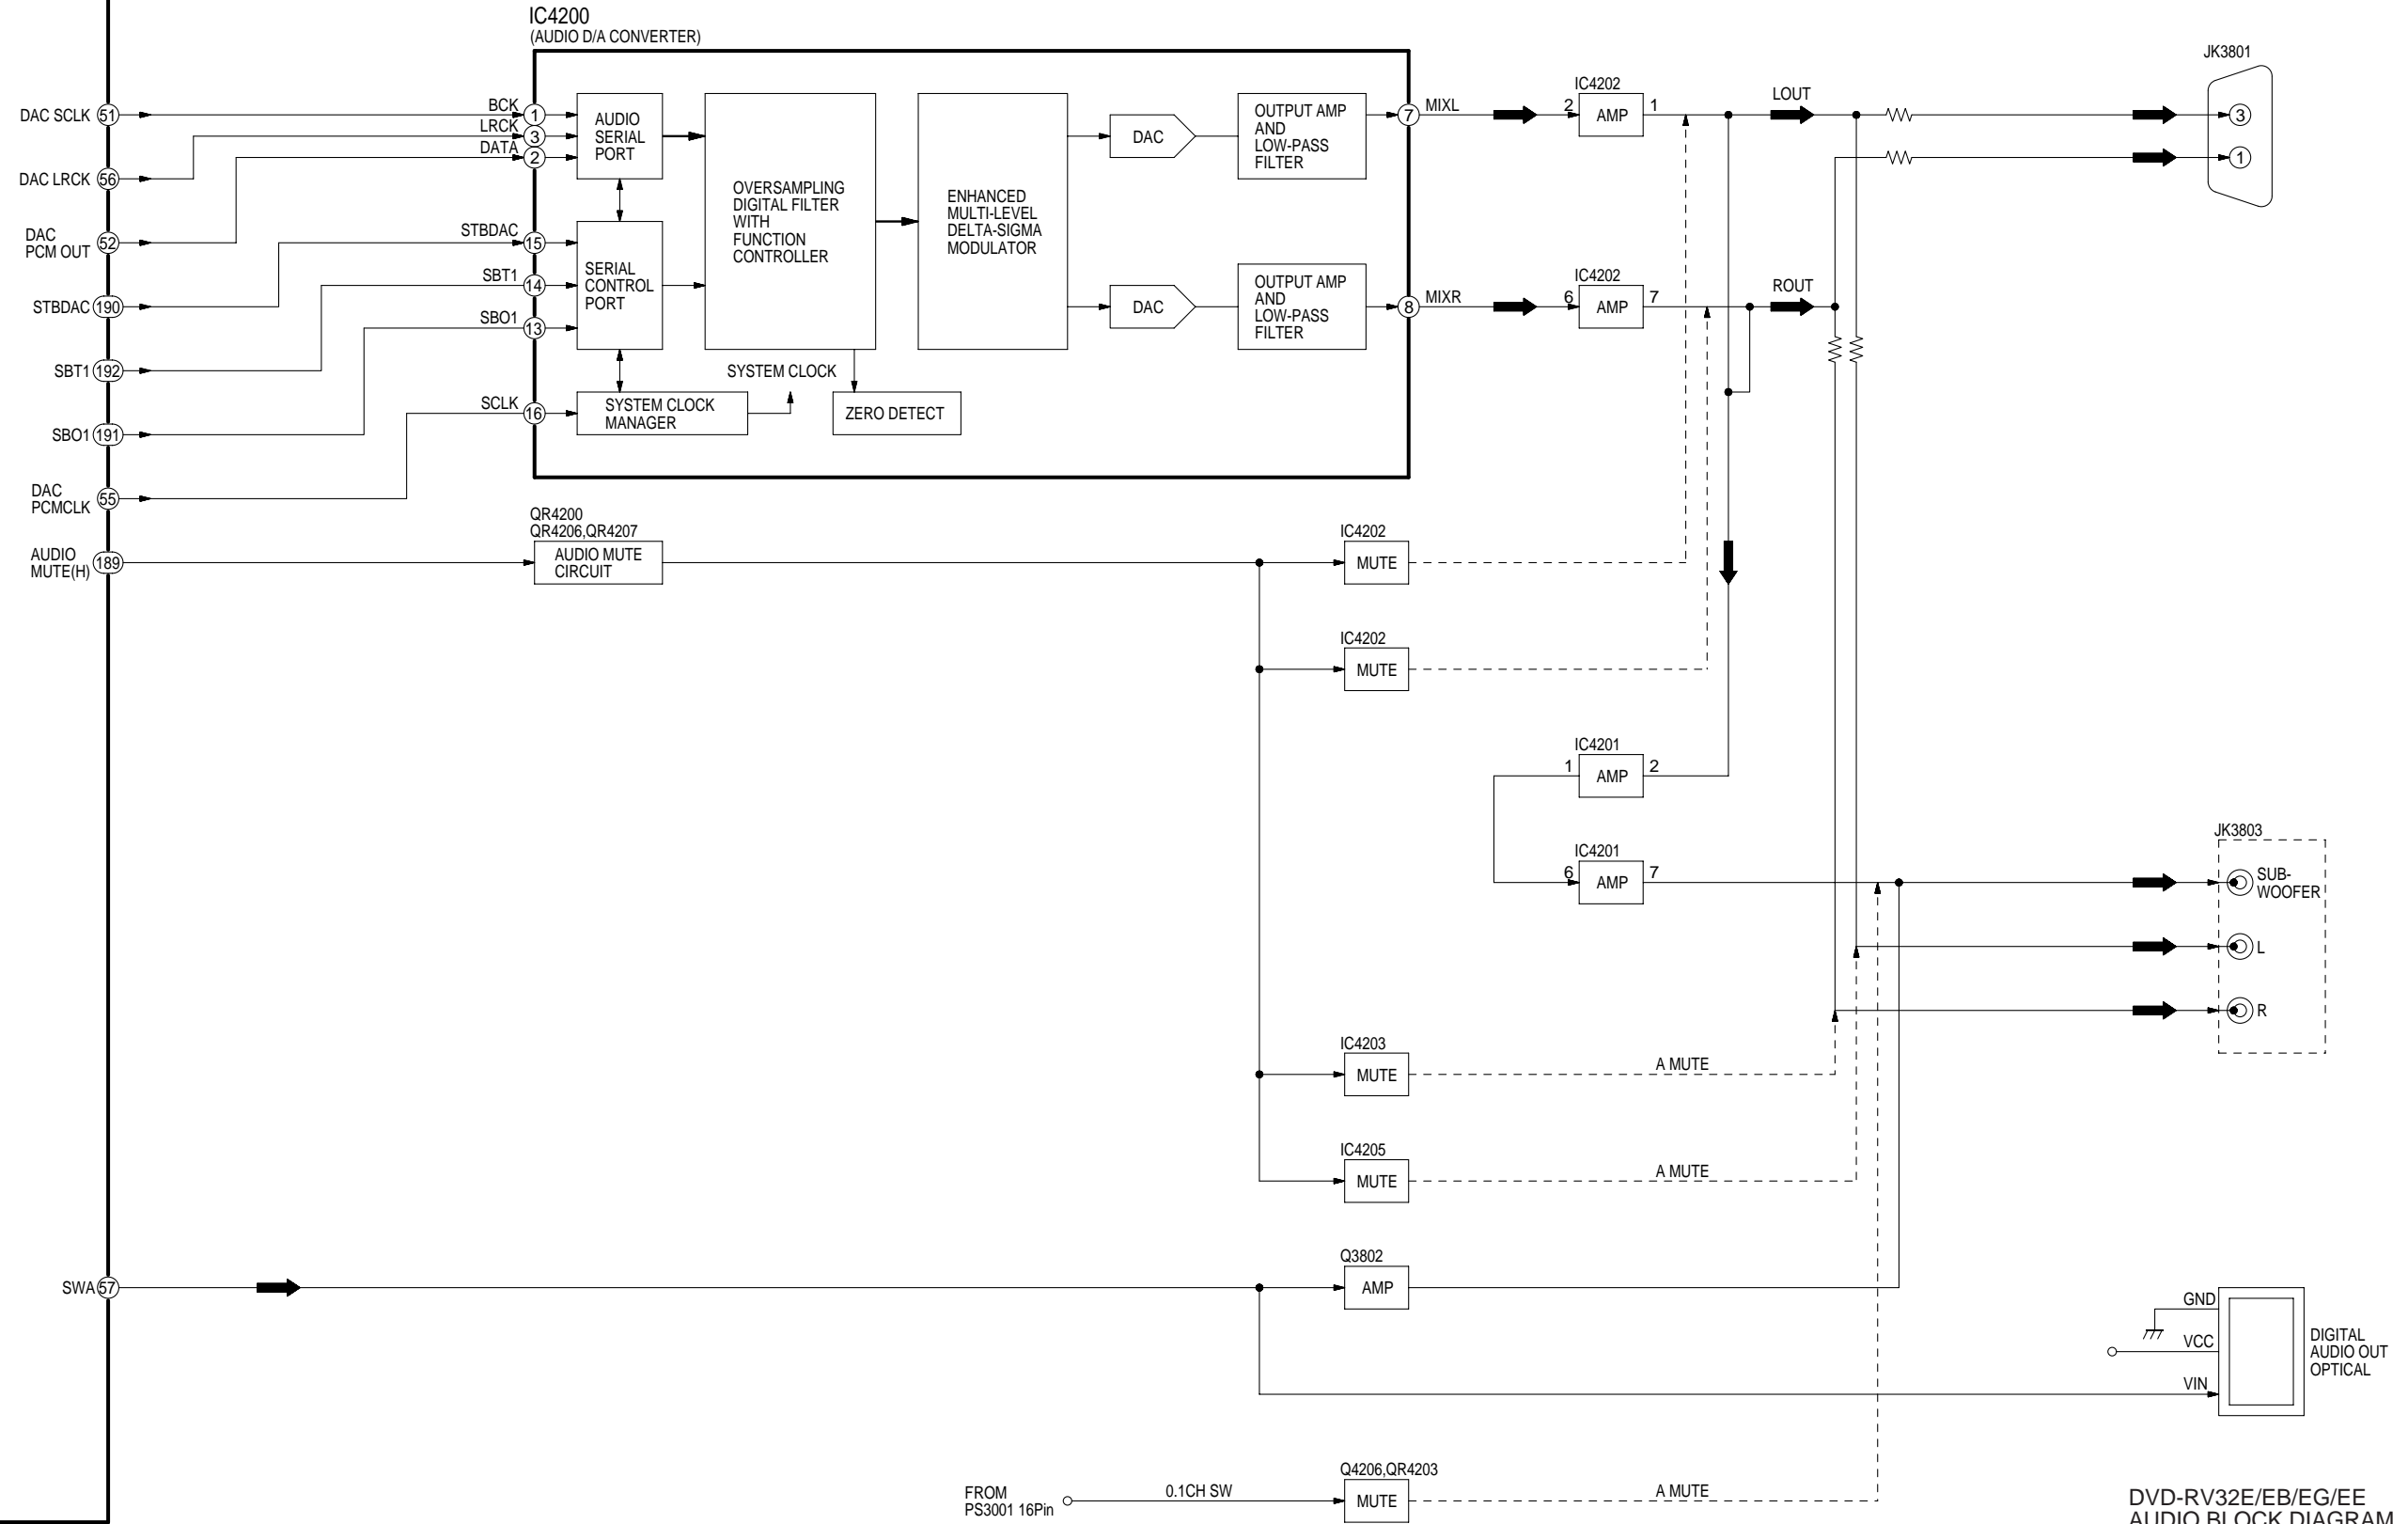 IC4200
(AUDIO D/A CONVERTER)
JK3801
DAC SCLK 51
BCK 1
LRCK 3
DATA 2
AUDIO
SERIAL
PORT
DAC LRCK 56
DAC
PCM OUT 52
STBDAC 190
SBT1 192
SBO1 191
DAC
PCMCLK 55
AUDIO
MUTE(H) 189
STBDAC 15
SBT1 14
SBO1 13
SERIAL
CONTROL
PORT
SCLK 16
SYSTEM CLOCK
MANAGER
OVERSAMPLING
DIGITAL FILTER
WITH
FUNCTION
CONTROLLER
SYSTEM CLOCK
ZERO DETECT
ENHANCED
MULTI-LEVEL
DELTA-SIGMA
MODULATOR
DAC
DAC
OUTPUT AMP
AND
LOW-PASS
FILTER
OUTPUT AMP
AND
LOW-PASS
FILTER
7 MIXL
8 MIXR
IC4202
2 AMP 1
LOUT
3
1
IC4202
6 AMP 7
ROUT
QR4200
QR4206,QR4207
AUDIO MUTE
CIRCUIT
IC4202
MUTE
IC4202
MUTE
IC4201
1 AMP 2
IC4201
6 AMP 7
JK3803
SUB-
WOOFER
L
R
IC4203
MUTE
A MUTE
IC4205
MUTE
A MUTE
SWA 57
Q3802
AMP
GND
VCC
VIN
DIGITAL
AUDIO OUT
OPTICAL
FROM
PS3001 16Pin
0.1CH SW
Q4206,QR4203
MUTE
A MUTE
DVD-RV32E/EB/EG/EE
AUDIO BLOCK DIAGRAM